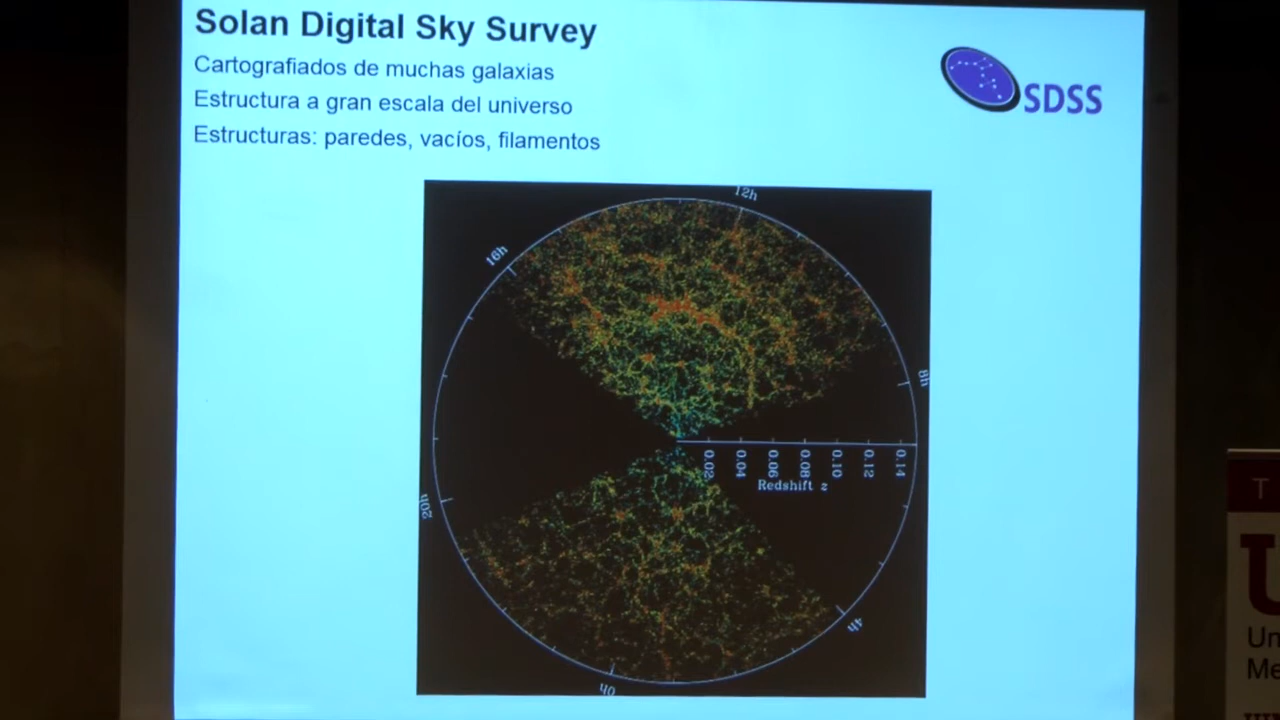 Solan Digital Sky Survey
Cartografiados de muchas galaxias
Estructura a gran escala del universo
Estructuras: paredes, vacíos, filamentos
SDSS
12h
16h
8h
0.02
0.04
0.06
0.08
0.10
0.12
0.14
Redshift z
20h
4h
0h
T
U
Un
Me